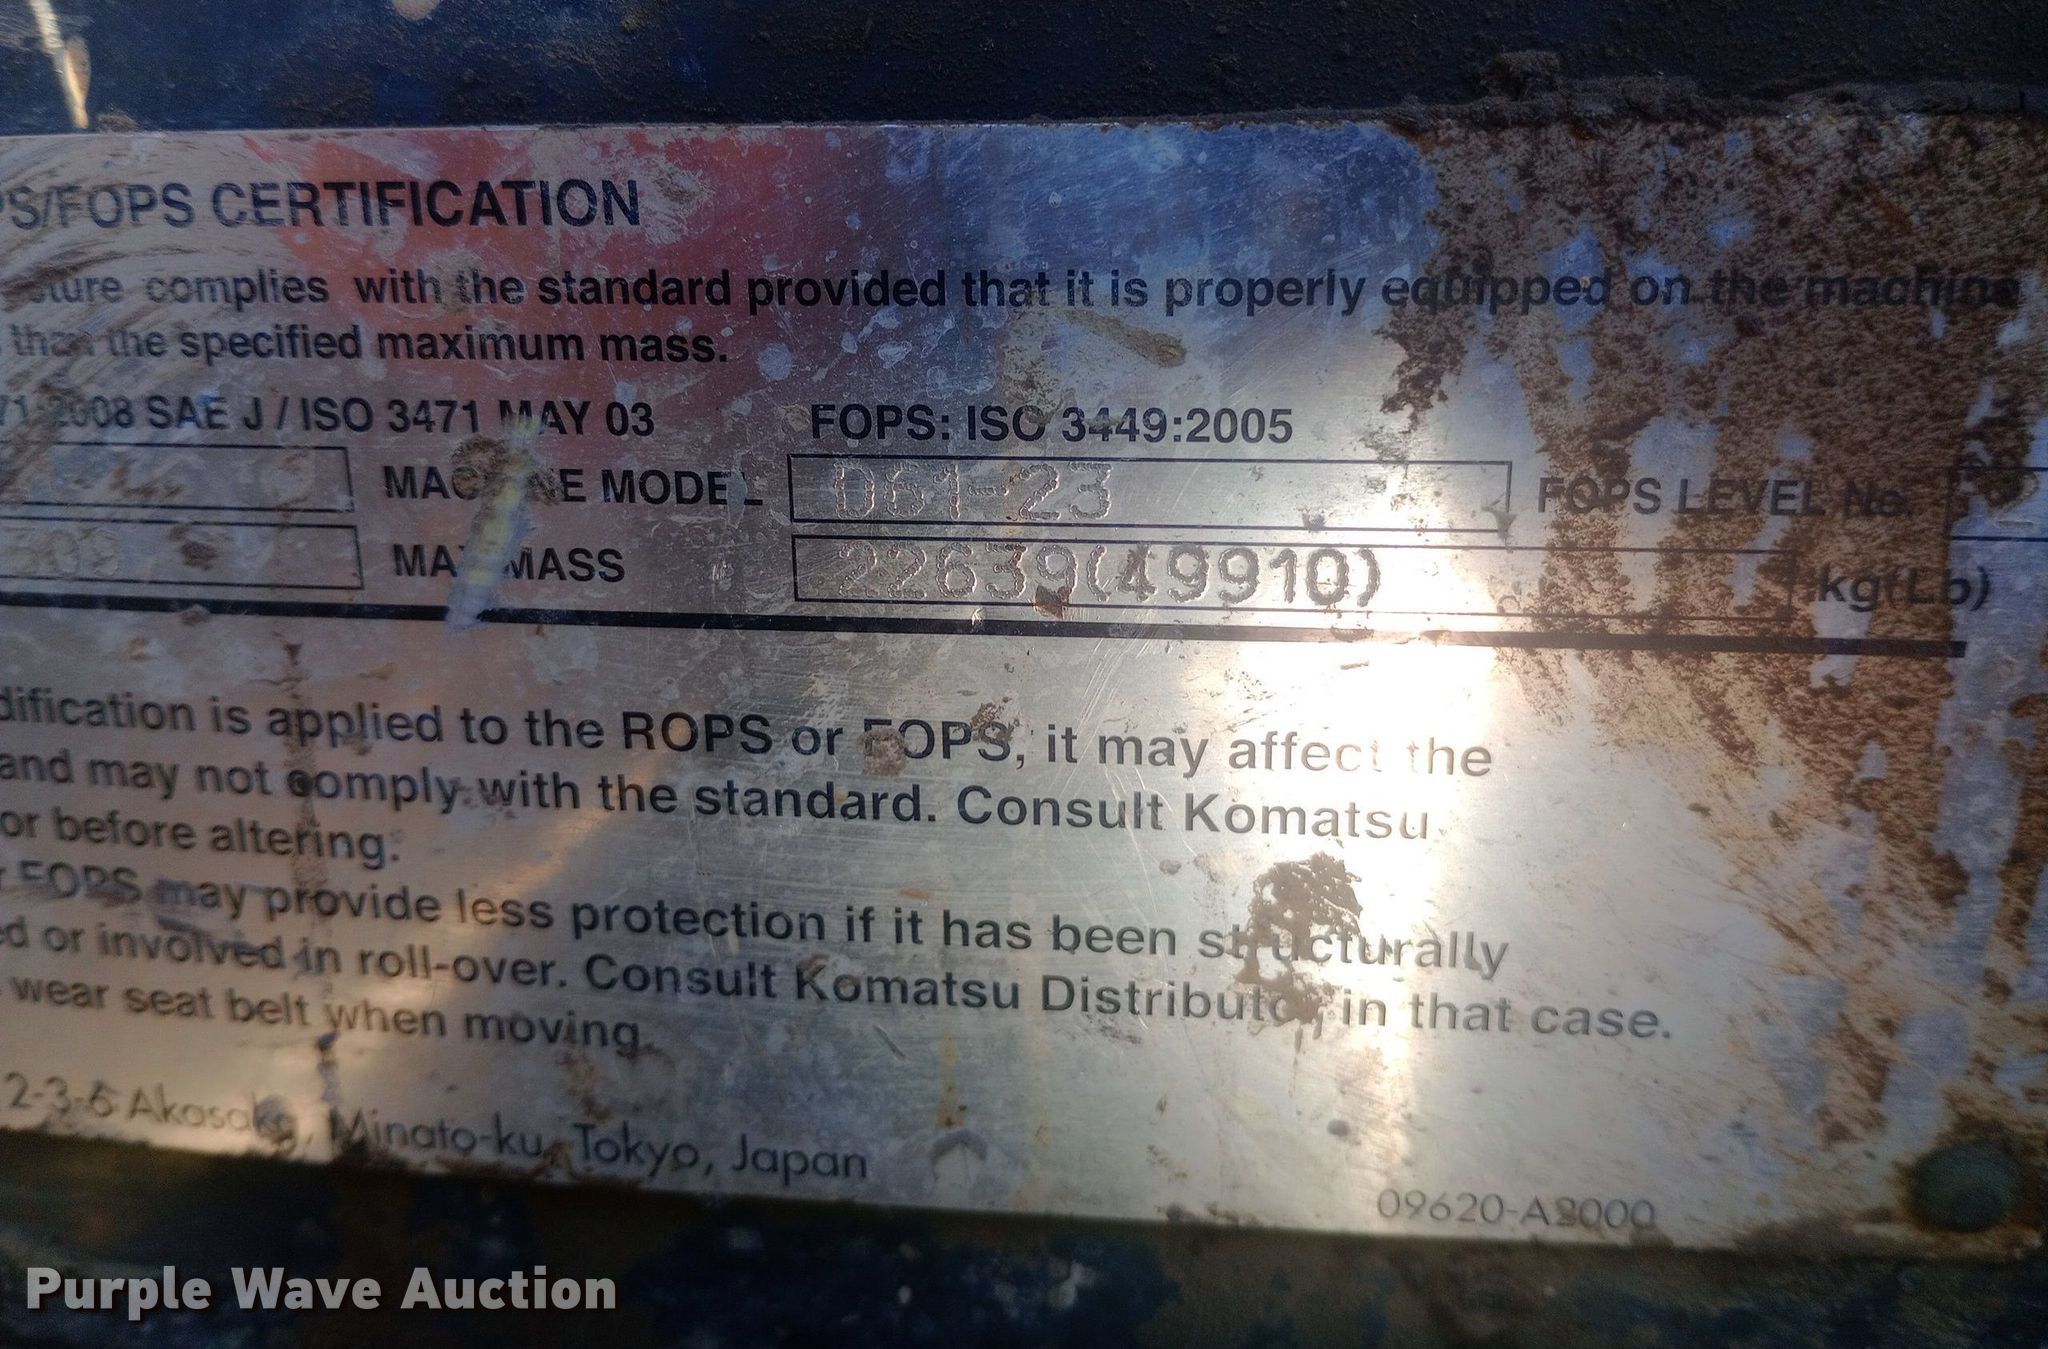 PS/FOPS CERTIFICATION
complies with the standard provided that it is properly equipped on the machine
than the specified maximum mass.
2008 SAE J / ISO 3471 MAY 03 FOPS: ISO 3449:2005
MACHINE MODEL D61-23 FOPS LEVEL No.
MAX MASS 22639(49910) kg(Lb)
dification is applied to the ROPS or FOPS, it may affect the
and may not comply with the standard. Consult Komatsu
or before altering.
FOPS may provide less protection if it has been structurally
ed or involved in roll-over. Consult Komatsu Distributor in that case.
wear seat belt when moving.
2-3-6 Akasaka, Minato-ku, Tokyo, Japan
09620-A2000
Purple Wave Auction